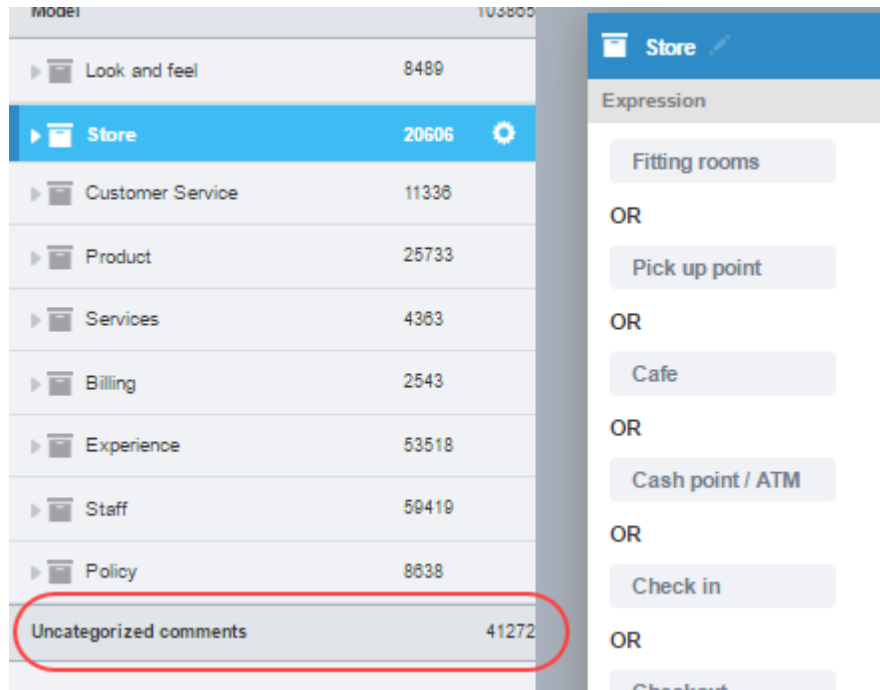 Model 103865
Look and feel 8489
Store 20606
Customer Service 11336
Product 25733
Services 4363
Billing 2543
Experience 53518
Staff 59419
Policy 8638
Uncategorized comments 41272
Store
Expression
Fitting rooms
OR
Pick up point
OR
Cafe
OR
Cash point / ATM
OR
Check in
OR
Checkout